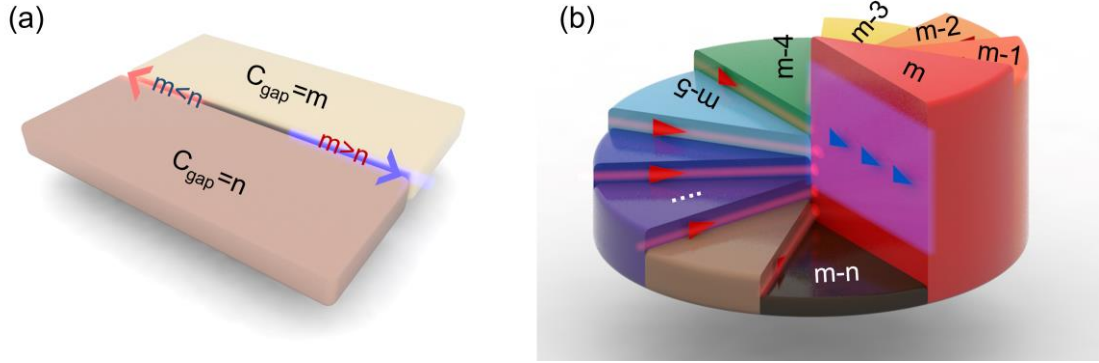 (a)
C_gap=m
m<n
m>n
C_gap=n
(b)
m-3
m-2
m-1
m
m-4
m-5
....
m-n